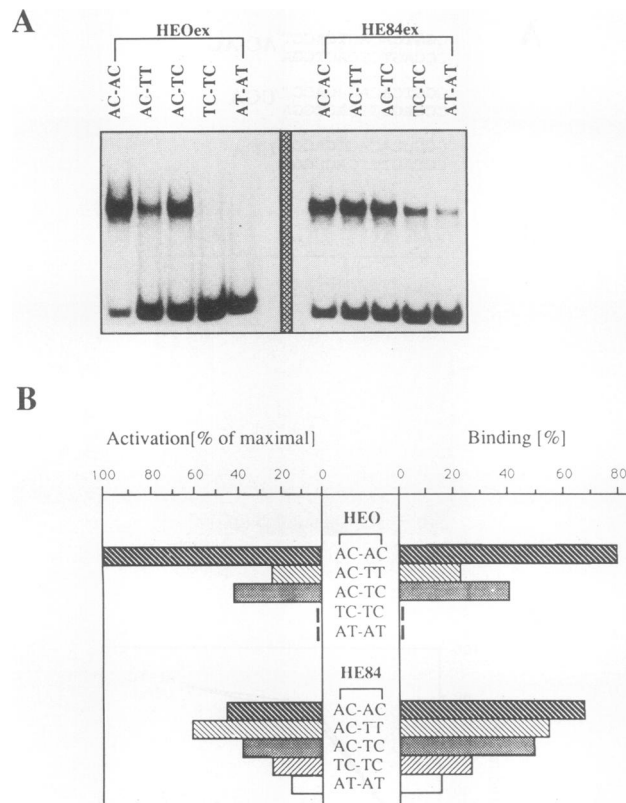 A
HEOex
HE84ex
AC-AC AC-TT AC-TC TC-TC AT-AT
AC-AC AC-TT AC-TC TC-TC AT-AT
B
Activation[% of maximal]
Binding [%]
100 80 60 40 20 0
0 20 40 60 80
HEO
AC-AC
AC-TT
AC-TC
TC-TC
AT-AT
HE84
AC-AC
AC-TT
AC-TC
TC-TC
AT-AT